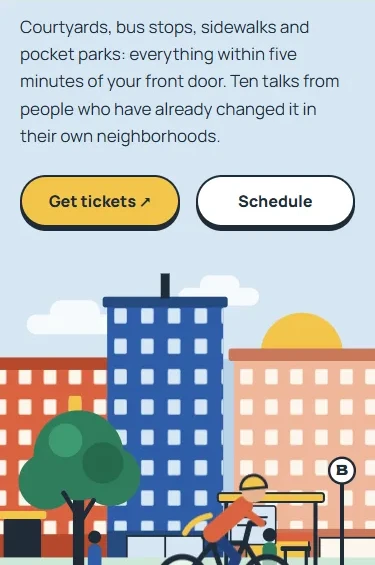 Courtyards, bus stops, sidewalks and
pocket parks: everything within five
minutes of your front door. Ten talks from
people who have already changed it in
their own neighborhoods.
Get tickets ↗
Schedule
B